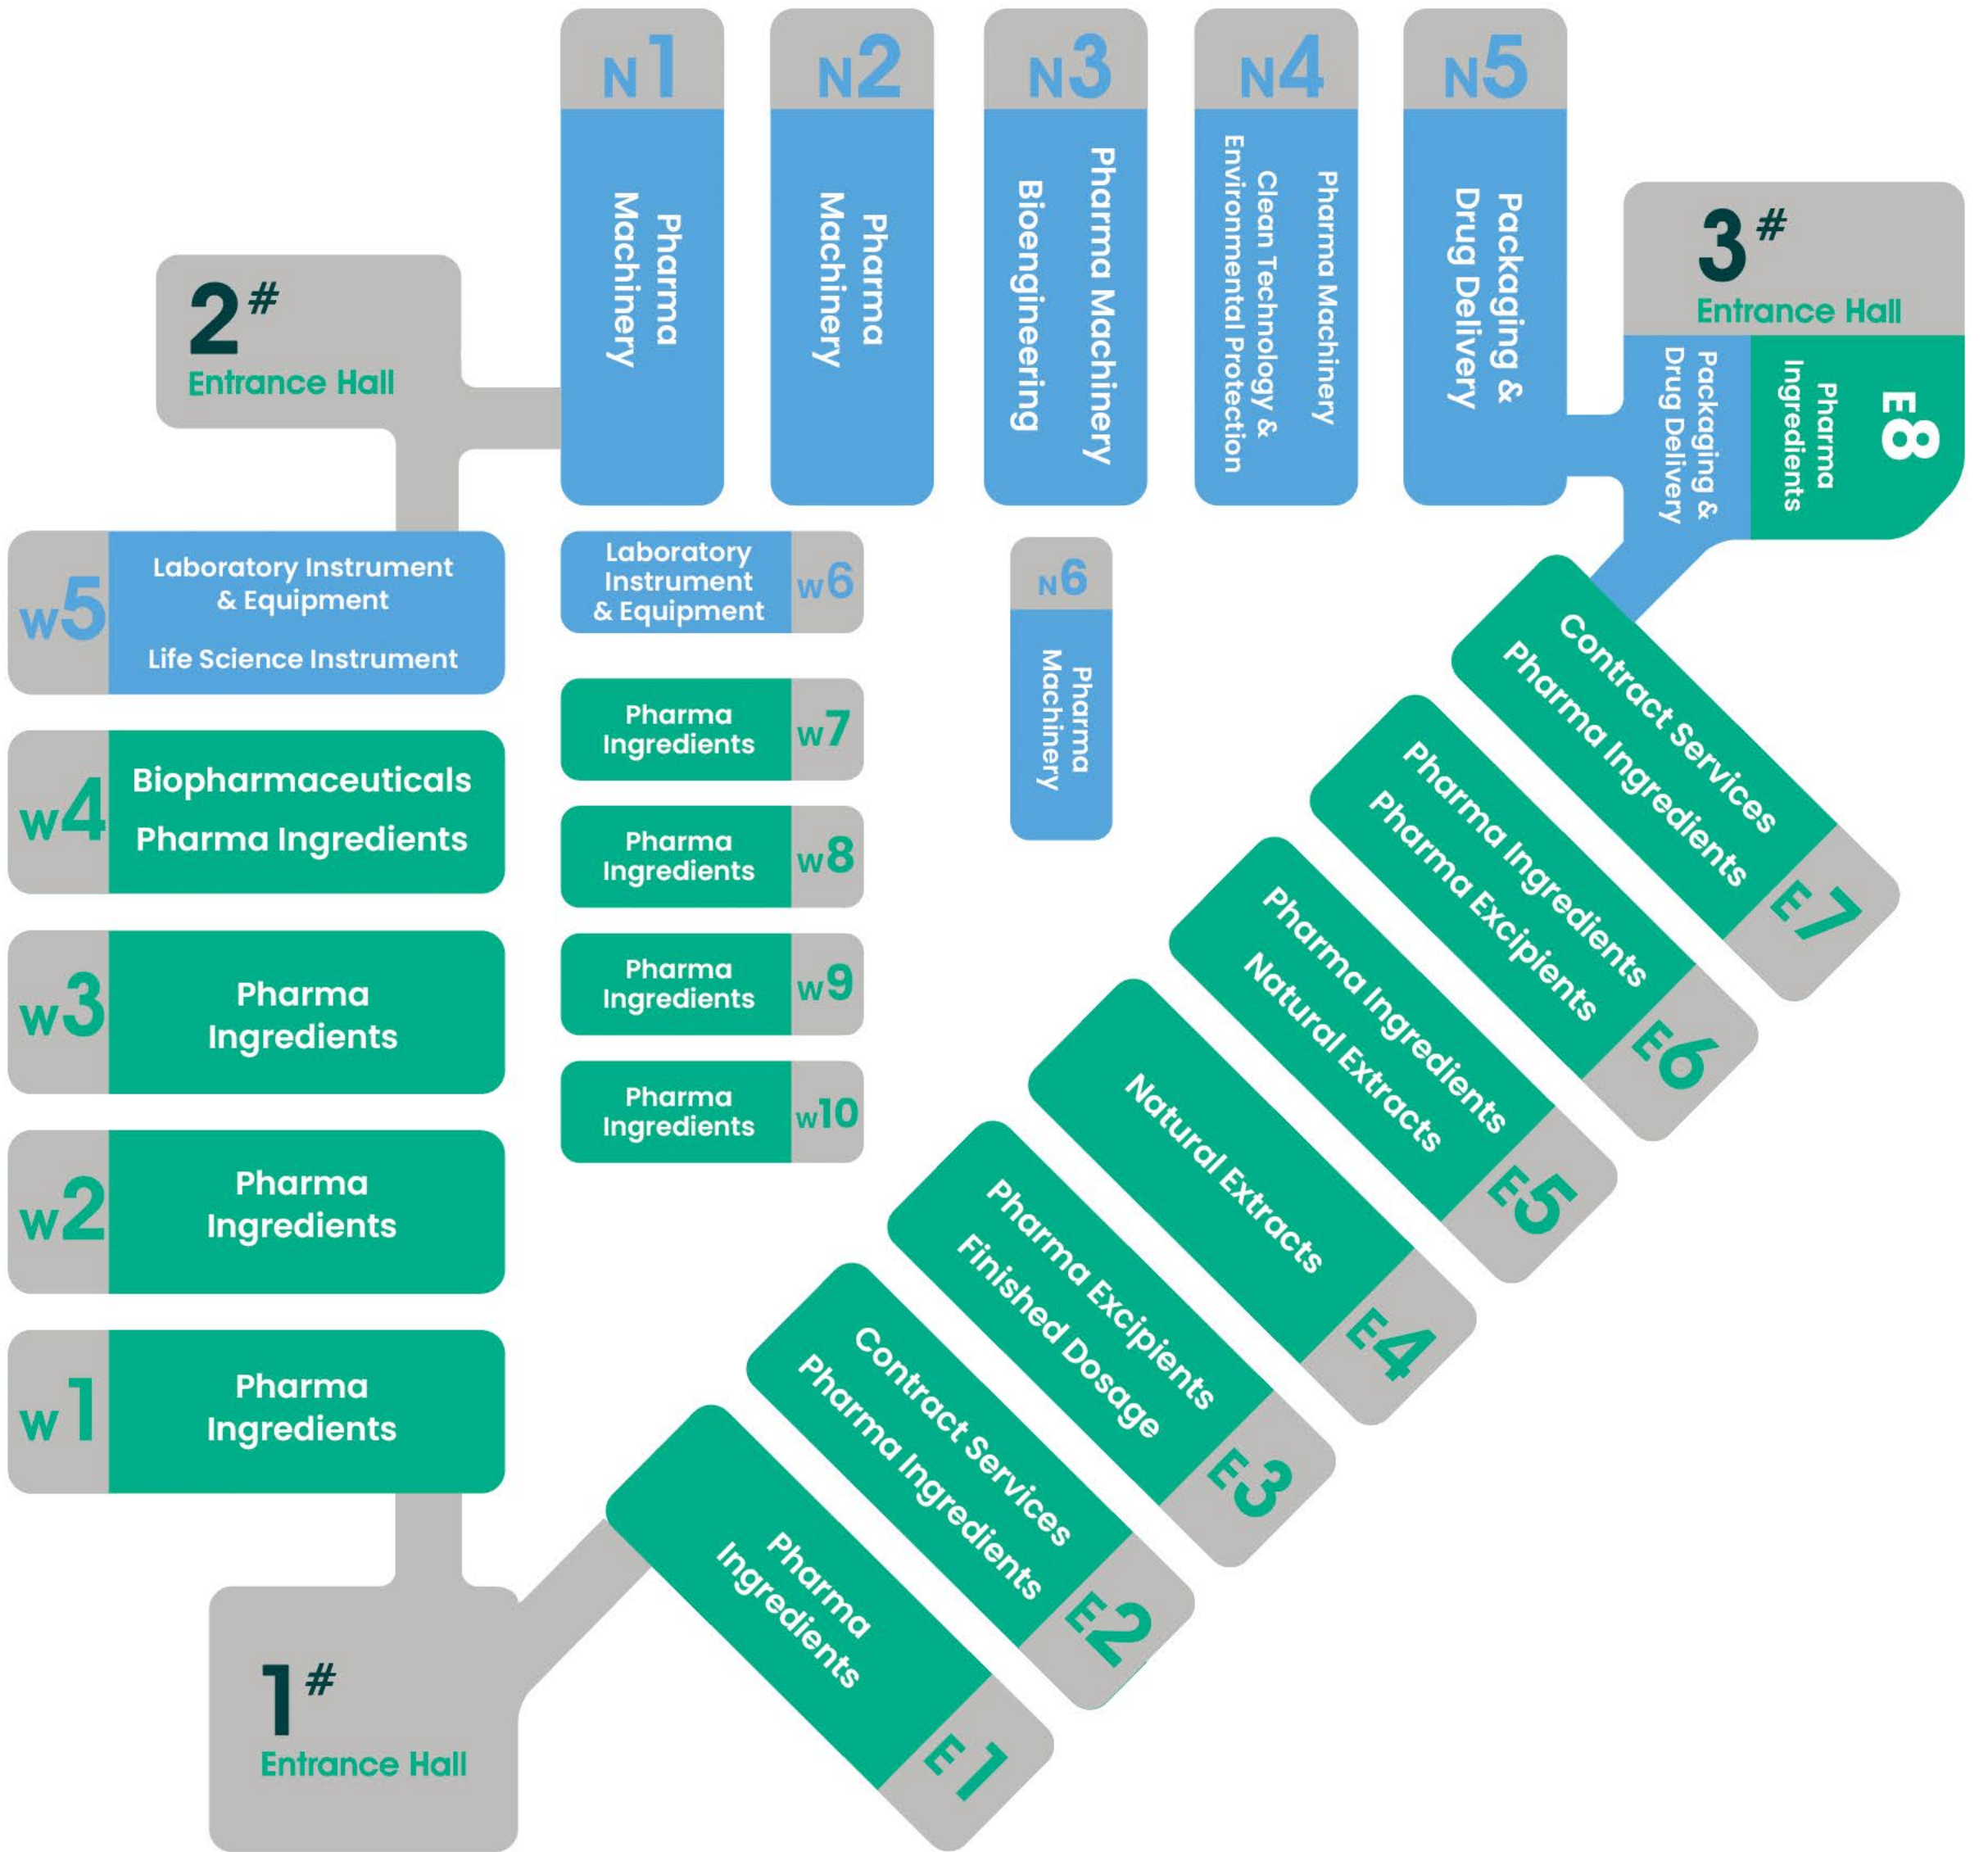 N1
Pharma
Machinery
N2
Pharma
Machinery
N3
Pharma Machinery
Bioengineering
N4
Pharma Machinery
Clean Technology &
Environmental Protection
N5
Packaging &
Drug Delivery
3#
Entrance Hall
Packaging &
Drug Delivery
E8
Pharma
Ingredients
2#
Entrance Hall
W5
Laboratory Instrument
& Equipment
Life Science Instrument
W4
Biopharmaceuticals
Pharma Ingredients
W3
Pharma
Ingredients
W2
Pharma
Ingredients
W1
Pharma
Ingredients
Laboratory
Instrument
& Equipment
W6
Pharma
Ingredients
W7
Pharma
Ingredients
W8
Pharma
Ingredients
W9
Pharma
Ingredients
W10
N6
Pharma
Machinery
Contract Services
Pharma Ingredients
E7
Pharma Ingredients
Pharma Excipients
E6
Pharma Ingredients
Natural Extracts
E5
Natural Extracts
E4
Pharma Excipients
Finished Dosage
E3
Contract Services
Pharma Ingredients
E2
Pharma
Ingredients
E1
1#
Entrance Hall